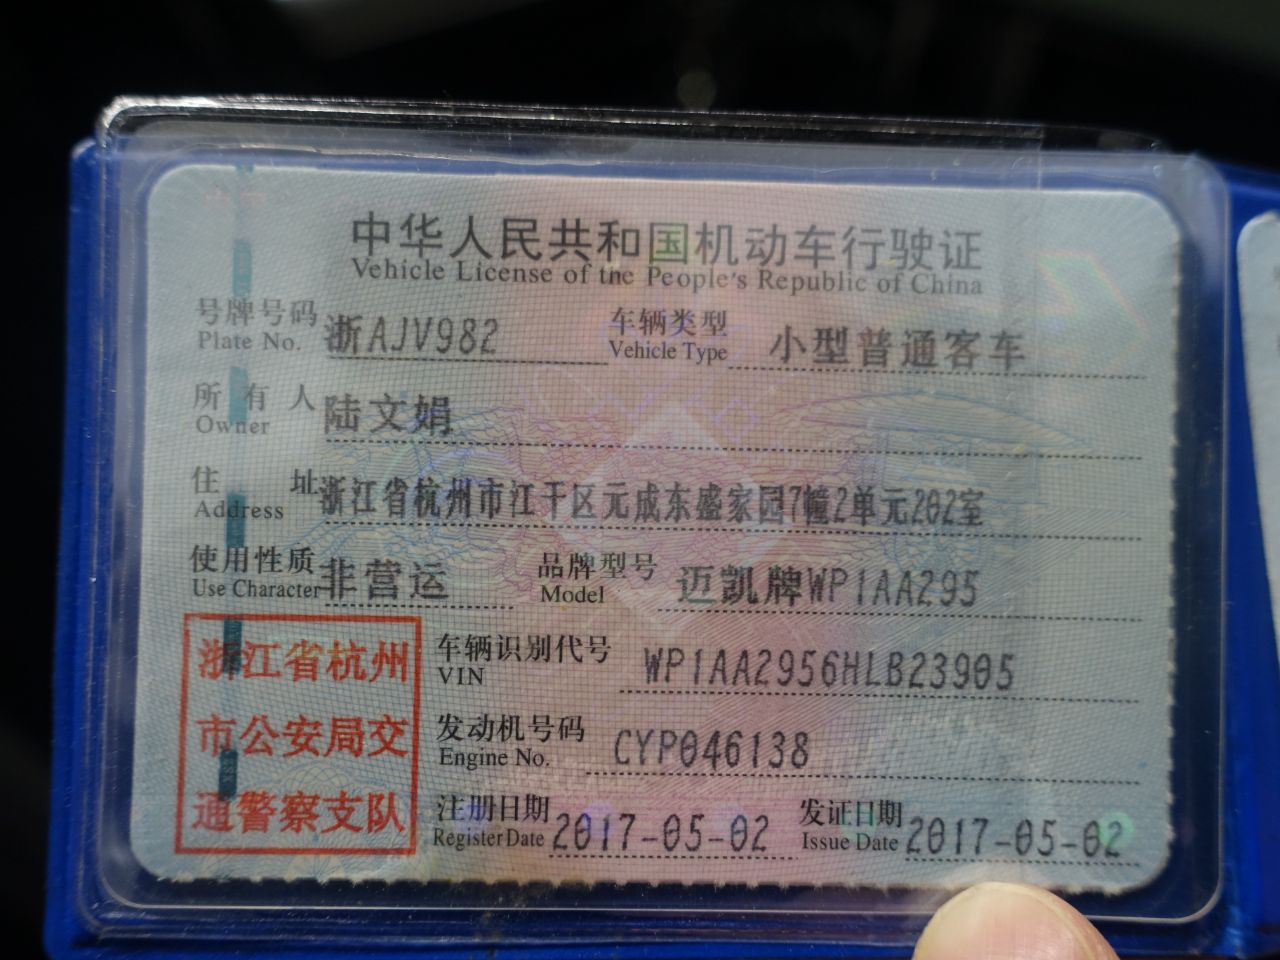 中华人民共和国机动车行驶证
Vehicle License of the People's Republic of China
号牌号码 浙AJV982 车辆类型 小型普通客车
Plate No. Vehicle Type
所有人 陆文娟
Owner
住址 浙江省杭州市江干区元成东盛家园7幢2单元202室
Address
使用性质 非营运 品牌型号 迈凯牌WP1AA295
Use Character Model
浙江省杭州
市公安局交
通警察支队
车辆识别代号 WP1AA2956HLB23905
VIN
发动机号码 CYP046138
Engine No.
注册日期 2017-05-02 发证日期 2017-05-02
Register Date Issue Date